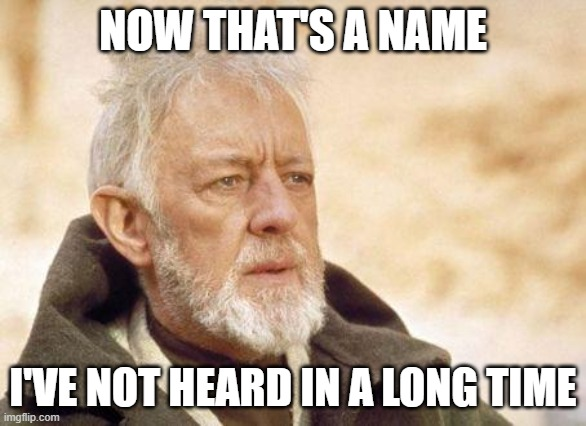 NOW THAT'S A NAME
I'VE NOT HEARD IN A LONG TIME
imgflip.com